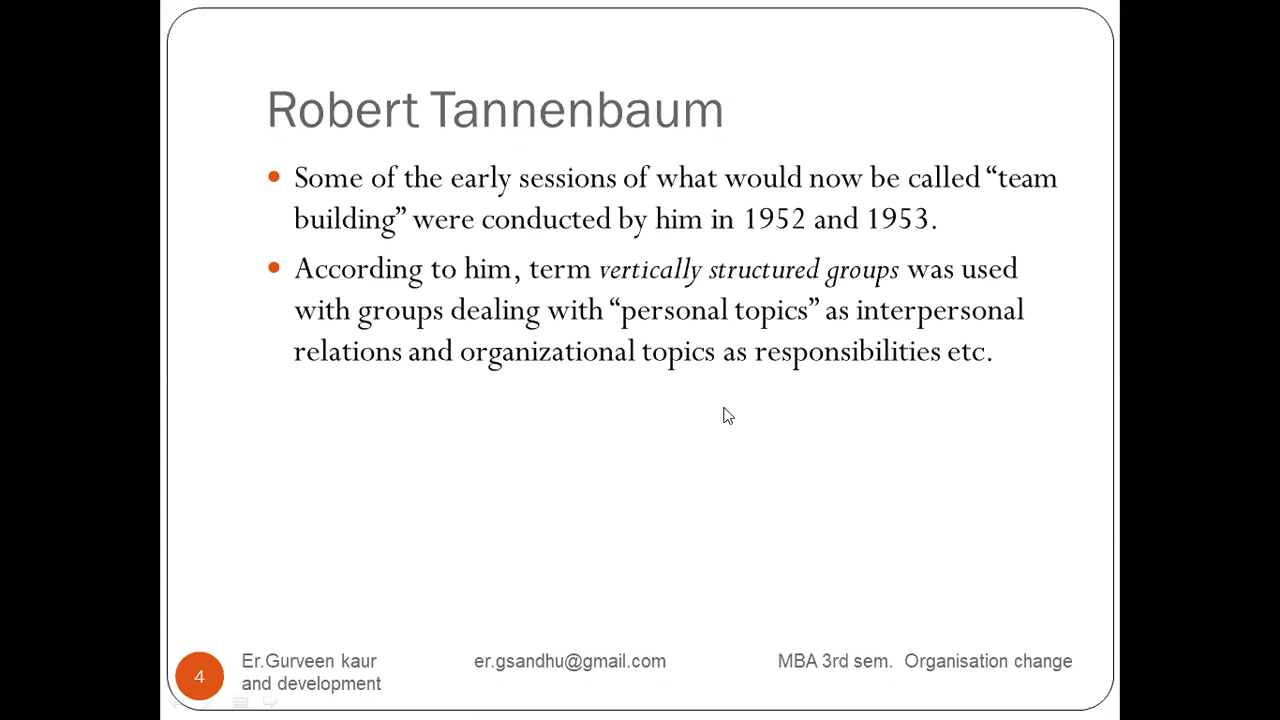 Robert Tannenbaum
• Some of the early sessions of what would now be called “team
building” were conducted by him in 1952 and 1953.
• According to him, term vertically structured groups was used
with groups dealing with “personal topics” as interpersonal
relations and organizational topics as responsibilities etc.
4
Er.Gurveen kaur er.gsandhu@gmail.com MBA 3rd sem. Organisation change
and development